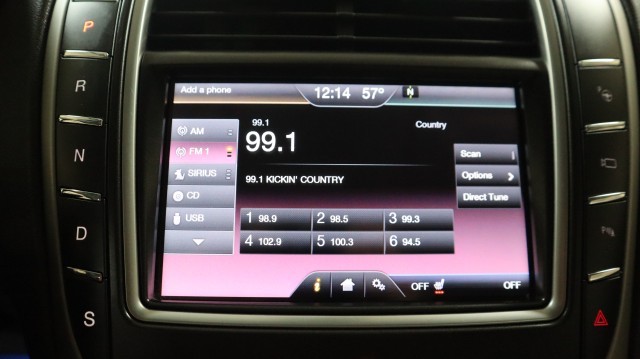 P
R
N
D
S
Add a phone
12:14 57°
N
99.1
99.1
Country
99.1 KICKIN' COUNTRY
AM
FM 1
SIRIUS
CD
USB
Scan
Options
Direct Tune
1 98.9
2 98.5
3 99.3
4 102.9
5 100.3
6 94.5
i
OFF
OFF